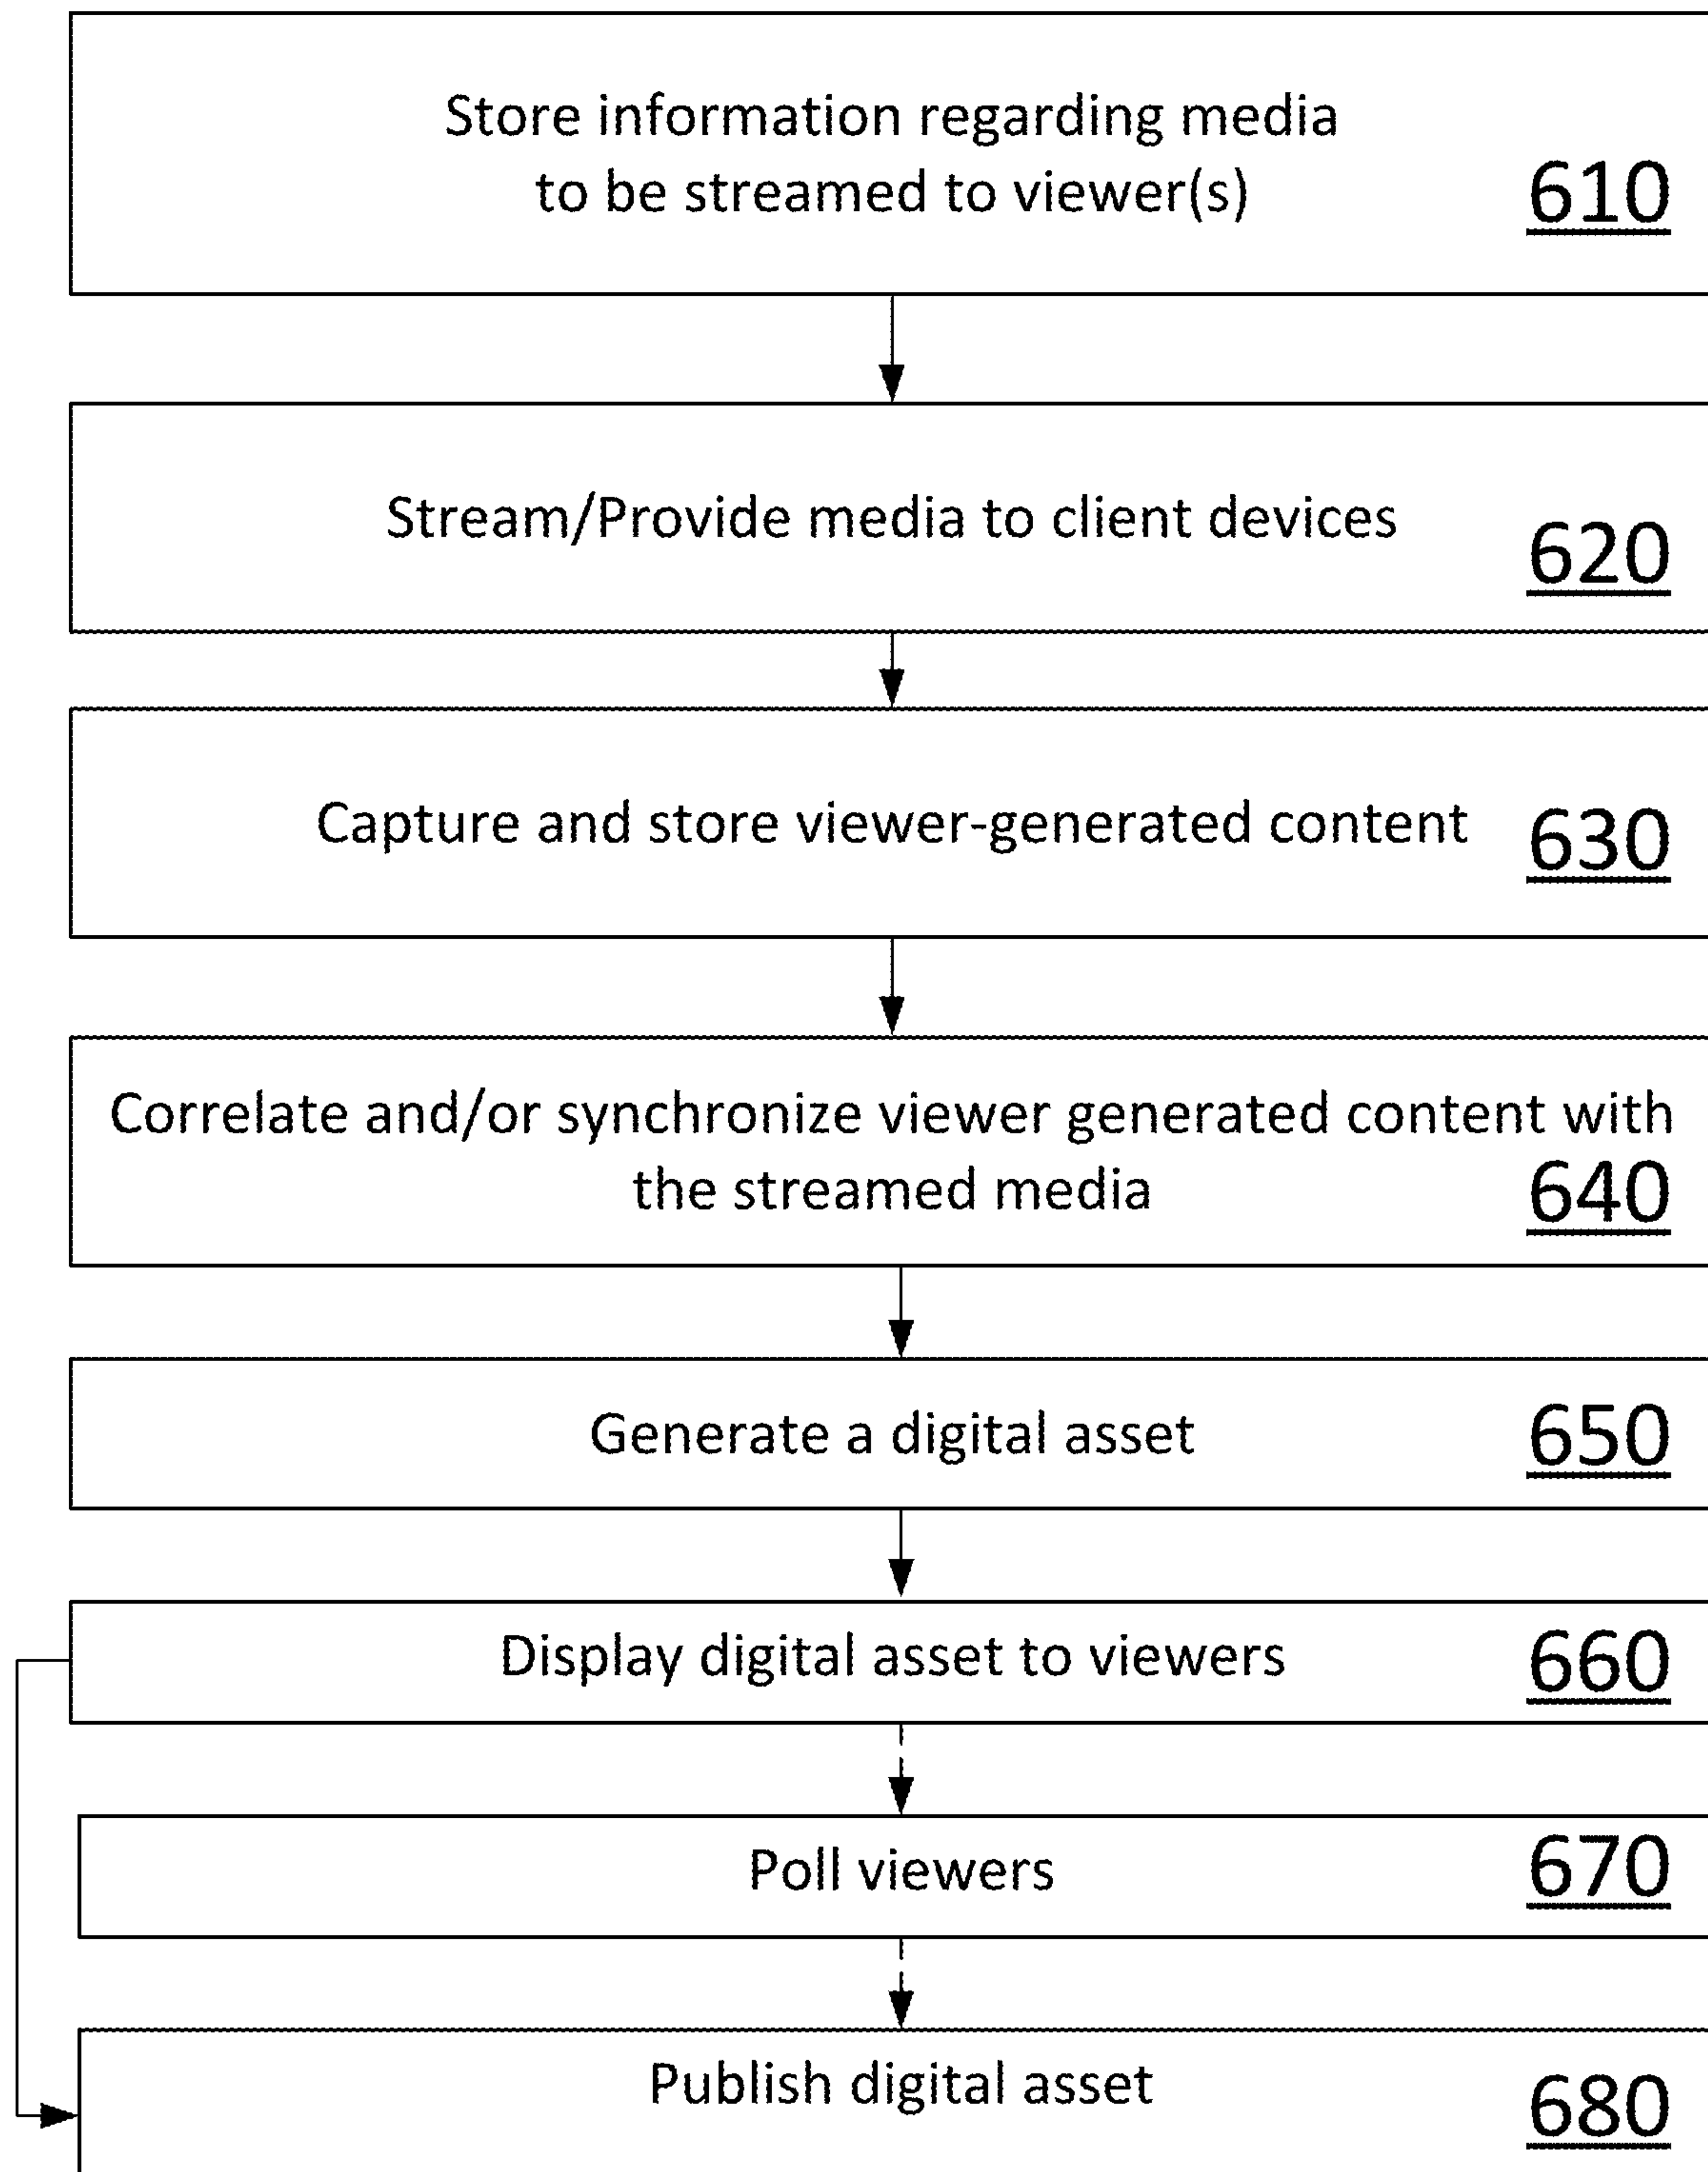 Store information regarding media
to be streamed to viewer(s)
610
Stream/Provide media to client devices
620
Capture and store viewer-generated content
630
Correlate and/or synchronize viewer generated content with
the streamed media
640
Generate a digital asset
650
Display digital asset to viewers
660
Poll viewers
670
Publish digital asset
680